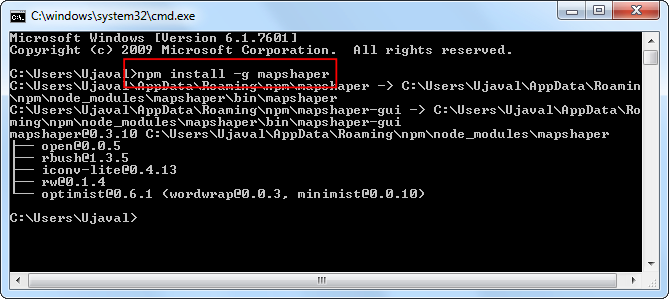 C:\windows\system32\cmd.exe
Microsoft Windows [Version 6.1.7601]
Copyright (c) 2009 Microsoft Corporation.  All rights reserved.
C:\Users\Ujaval>npm install -g mapshaper
C:\Users\Ujaval\AppData\Roaming\npm\mapshaper -> C:\Users\Ujaval\AppData\Roaming
\npm\node_modules\mapshaper\bin\mapshaper
C:\Users\Ujaval\AppData\Roaming\npm\mapshaper-gui -> C:\Users\Ujaval\AppData\Roa
ming\npm\node_modules\mapshaper\bin\mapshaper-gui
mapshaper@0.3.10 C:\Users\Ujaval\AppData\Roaming\npm\node_modules\mapshaper
├── open@0.0.5
├── rbush@1.3.5
├── iconv-lite@0.4.13
├── rw@0.1.4
└── optimist@0.6.1 (wordwrap@0.0.3, minimist@0.0.10)
C:\Users\Ujaval>